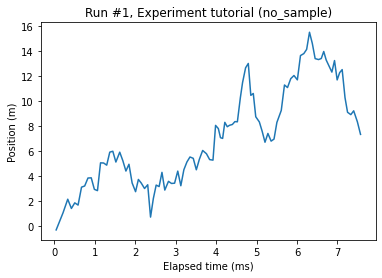 Run #1, Experiment tutorial (no_sample)
Position (m)
16
14
12
10
8
6
4
2
0
0 1 2 3 4 5 6 7
Elapsed time (ms)